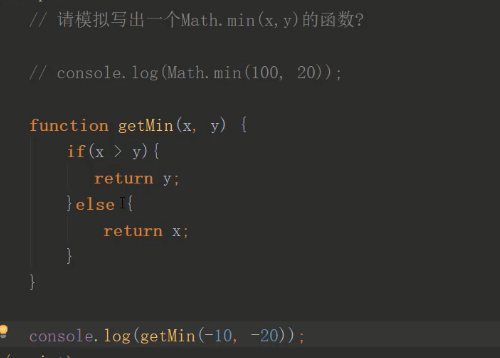 // 请模拟写出一个Math.min(x,y)的函数?
// console.log(Math.min(100, 20));
function getMin(x, y) {
if(x > y){
return y;
}else {
return x;
}
}
console.log(getMin(-10, -20));